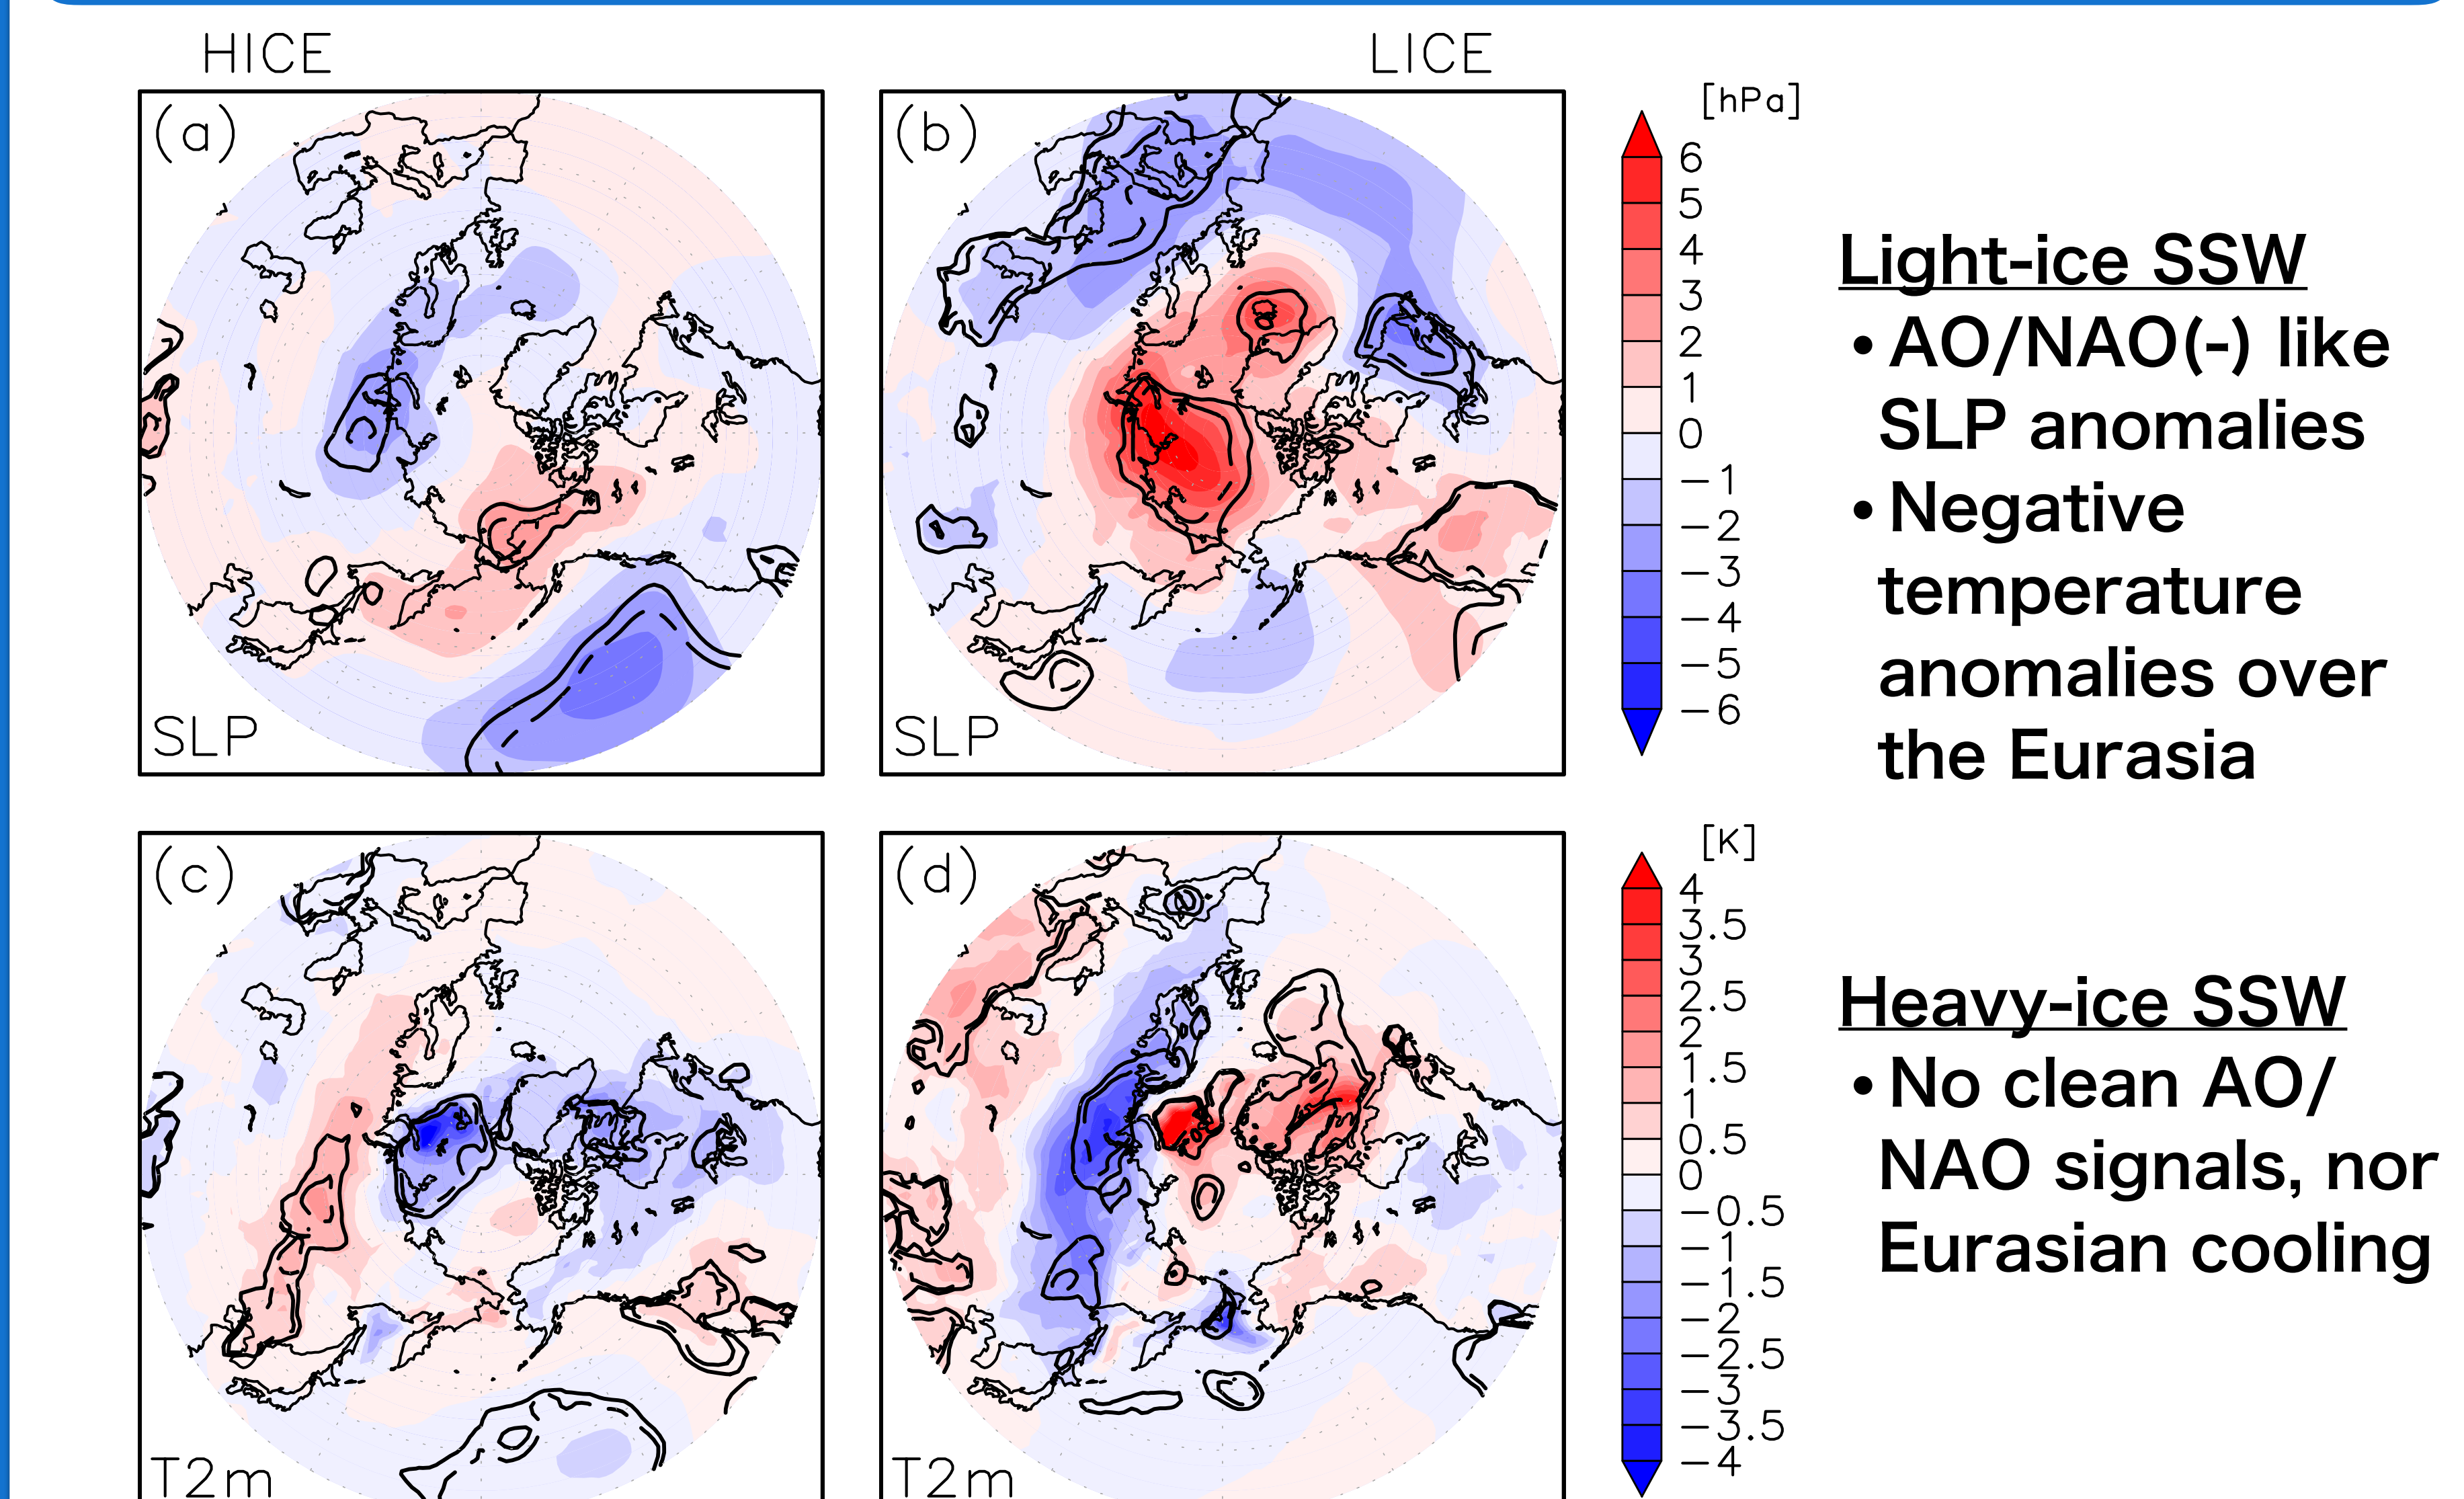 HICE
LICE
(a)
SLP
(b)
SLP
[hPa]
6
5
4
3
2
1
0
−1
−2
−3
−4
−5
−6
Light-ice SSW
• AO/NAO(-) like
SLP anomalies
• Negative
temperature
anomalies over
the Eurasia
(c)
T2m
(d)
T2m
[K]
4
3.5
3
2.5
2
1.5
1
0.5
0
−0.5
−1
−1.5
−2
−2.5
−3
−3.5
−4
Heavy-ice SSW
• No clean AO/
NAO signals, nor
Eurasian cooling